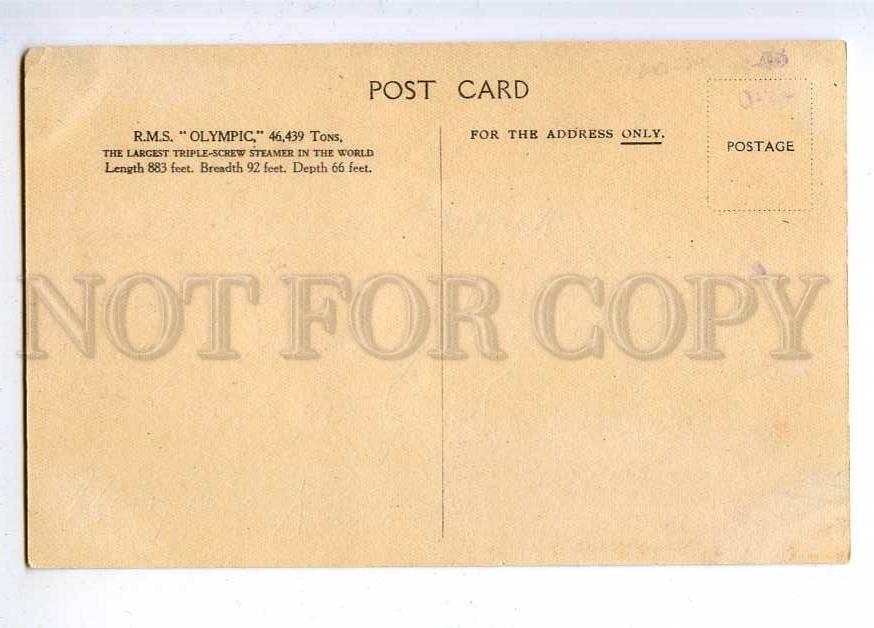 POST CARD
R.M.S. "OLYMPIC," 46,439 TONS,
THE LARGEST TRIPLE-SCREW STEAMER IN THE WORLD
Length 883 feet. Breadth 92 feet. Depth 66 feet.
FOR THE ADDRESS ONLY.
POSTAGE
NOT FOR COPY